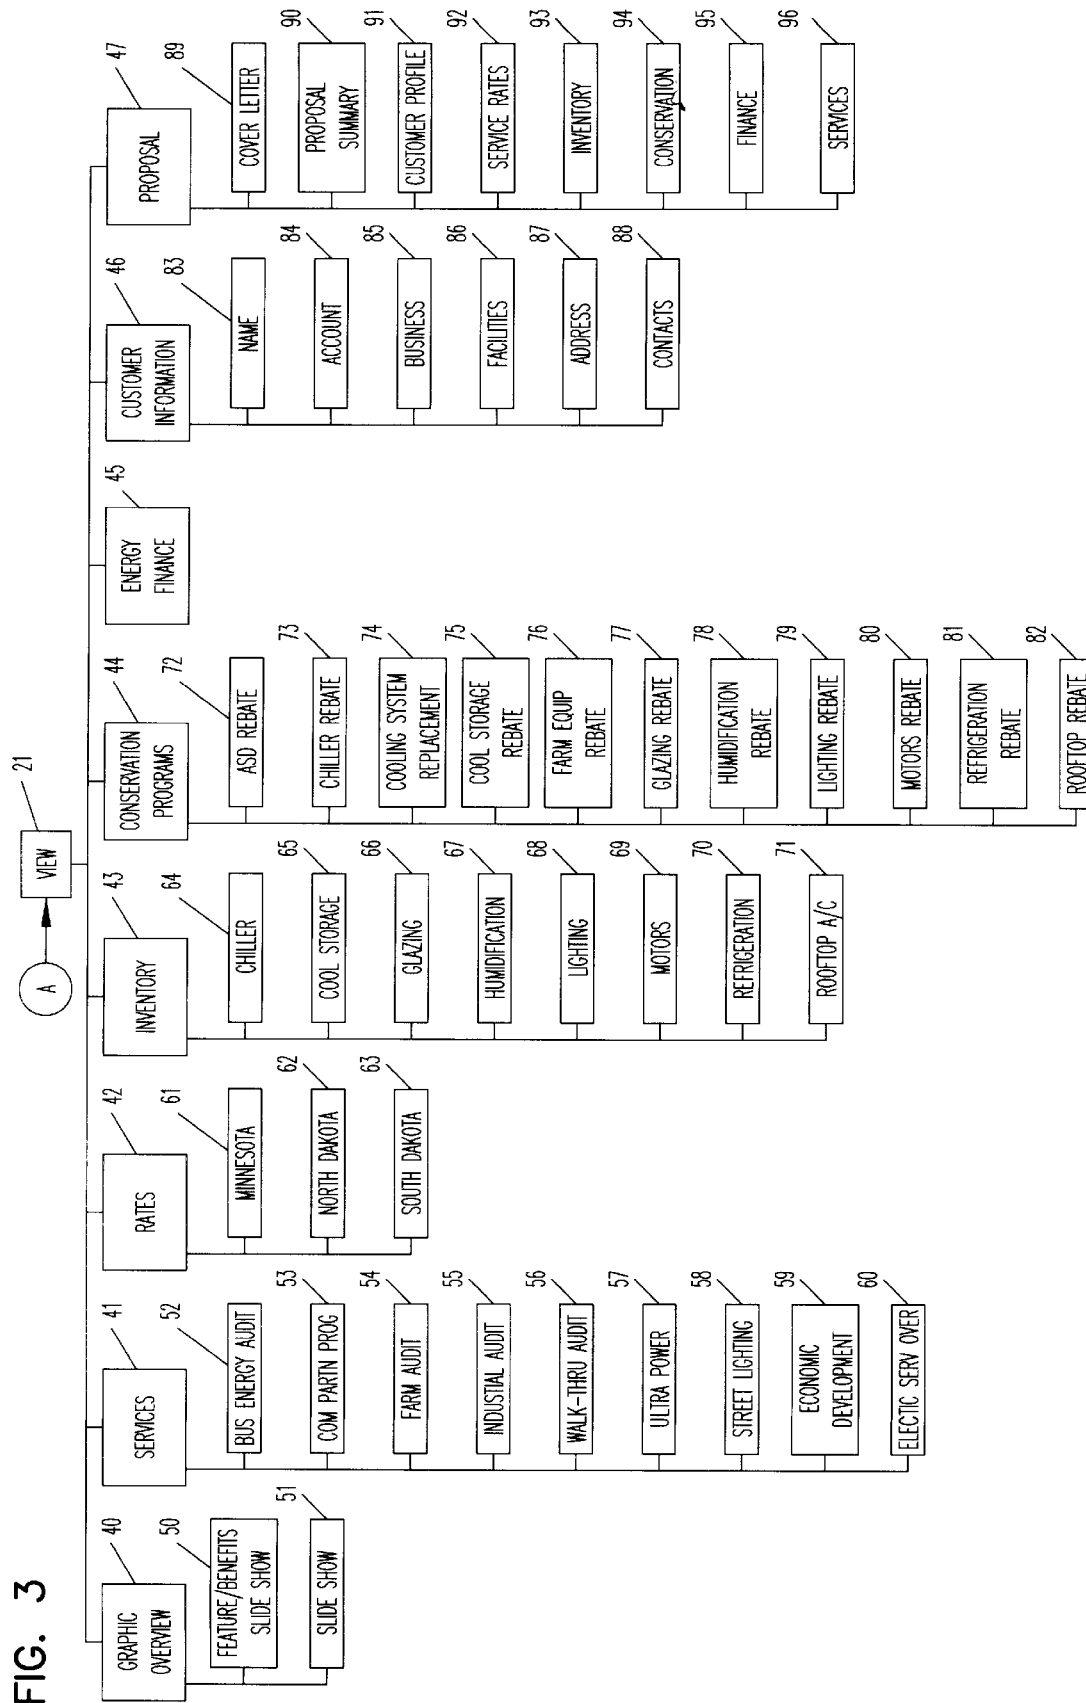 FIG. 3
A
VIEW
21
GRAPHIC
OVERVIEW
40
FEATURE/BENEFITS
SLIDE SHOW
50
SLIDE SHOW
51
SERVICES
41
BUS ENERGY AUDIT
52
COM PARTN PROG
53
FARM AUDIT
54
INDUSTIAL AUDIT
55
WALK-THRU AUDIT
56
ULTRA POWER
57
STREET LIGHTING
58
ECONOMIC
DEVELOPMENT
59
ELECTIC SERV OVER
60
RATES
42
MINNESOTA
61
NORTH DAKOTA
62
SOUTH DAKOTA
63
INVENTORY
43
CHILLER
64
COOL STORAGE
65
GLAZING
66
HUMIDIFICATION
67
LIGHTING
68
MOTORS
69
REFRIGERATION
70
ROOFTOP A/C
71
CONSERVATION
PROGRAMS
44
ASD REBATE
72
CHILLER REBATE
73
COOLING SYSTEM
REPLACEMENT
74
COOL STORAGE
REBATE
75
FARM EQUIP
REBATE
76
GLAZING REBATE
77
HUMIDIFICATION
REBATE
78
LIGHTING REBATE
79
MOTORS REBATE
80
REFRIGERATION
REBATE
81
ROOFTOP REBATE
82
ENERGY
FINANCE
45
CUSTOMER
INFORMATION
46
NAME
83
ACCOUNT
84
BUSINESS
85
FACILITIES
86
ADDRESS
87
CONTACTS
88
PROPOSAL
47
COVER LETTER
89
PROPOSAL
SUMMARY
90
CUSTOMER PROFILE
91
SERVICE RATES
92
INVENTORY
93
CONSERVATION
94
FINANCE
95
SERVICES
96